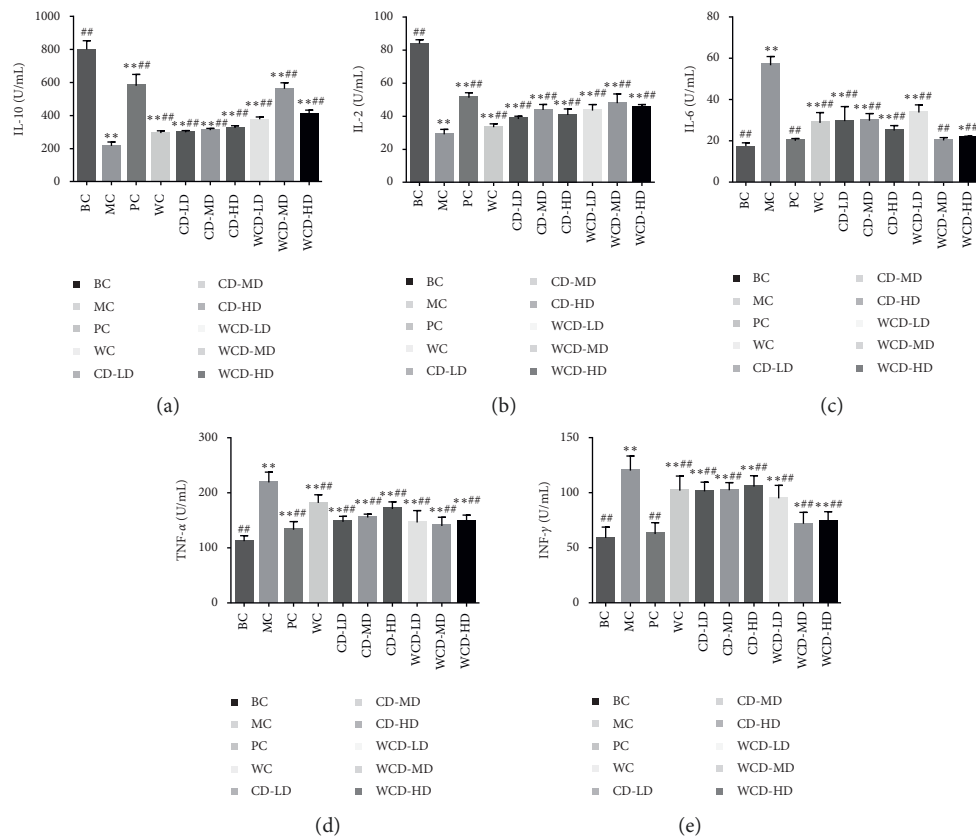 IL-10 (U/mL)
1000
800
600
400
200
0
##
**
**##
**##
**##
**##
**##
**##
**##
**##
BC
MC
PC
WC
CD-LD
CD-MD
CD-HD
WCD-LD
WCD-MD
WCD-HD
BC
MC
PC
WC
CD-LD
CD-MD
CD-HD
WCD-LD
WCD-MD
WCD-HD
(a)
IL-2 (U/mL)
100
80
60
40
20
0
##
**
**##
**##
**##
**##
**##
**##
**##
**##
BC
MC
PC
WC
CD-LD
CD-MD
CD-HD
WCD-LD
WCD-MD
WCD-HD
BC
MC
PC
WC
CD-LD
CD-MD
CD-HD
WCD-LD
WCD-MD
WCD-HD
(b)
IL-6 (U/mL)
80
60
40
20
0
##
**
##
**##
**##
**##
**##
**##
##
*##
BC
MC
PC
WC
CD-LD
CD-MD
CD-HD
WCD-LD
WCD-MD
WCD-HD
BC
MC
PC
WC
CD-LD
CD-MD
CD-HD
WCD-LD
WCD-MD
WCD-HD
(c)
TNF-α (U/mL)
300
200
100
0
##
**
**##
**##
**##
**##
**##
**##
**##
**##
BC
MC
PC
WC
CD-LD
CD-MD
CD-HD
WCD-LD
WCD-MD
WCD-HD
BC
MC
PC
WC
CD-LD
CD-MD
CD-HD
WCD-LD
WCD-MD
WCD-HD
(d)
INF-γ (U/mL)
150
100
50
0
##
**
##
**##
**##
**##
**##
**##
*##
**##
BC
MC
PC
WC
CD-LD
CD-MD
CD-HD
WCD-LD
WCD-MD
WCD-HD
BC
MC
PC
WC
CD-LD
CD-MD
CD-HD
WCD-LD
WCD-MD
WCD-HD
(e)